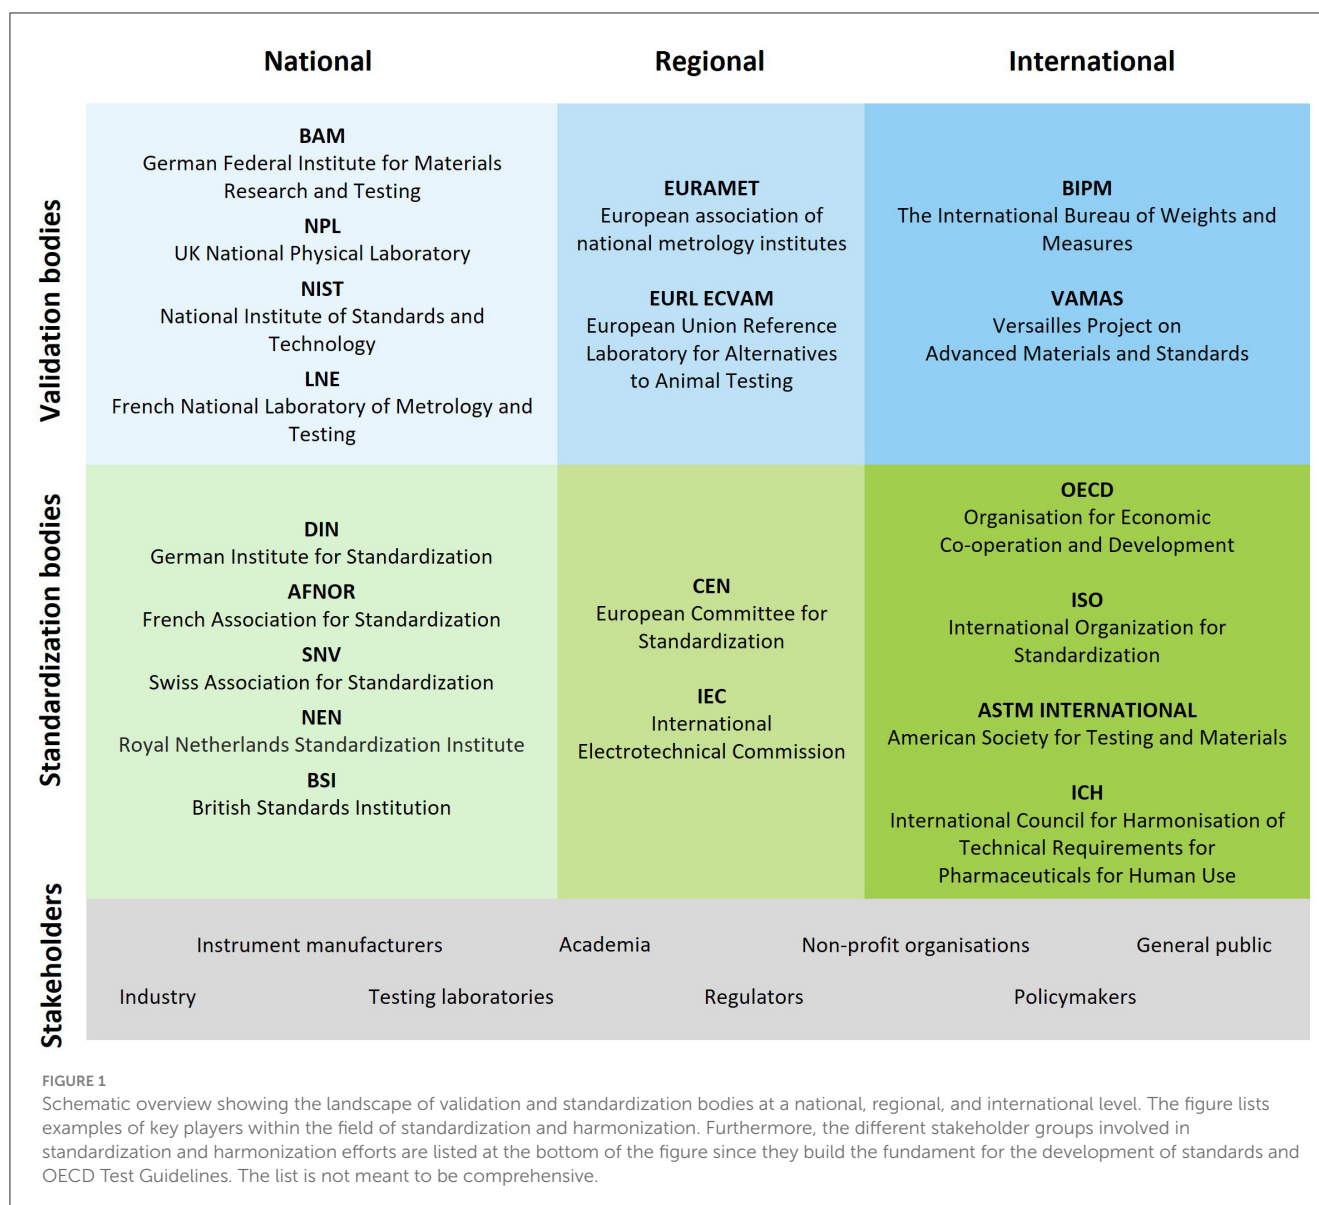 National
Regional
International
Validation bodies
BAM
German Federal Institute for Materials
Research and Testing
NPL
UK National Physical Laboratory
NIST
National Institute of Standards and
Technology
LNE
French National Laboratory of Metrology and
Testing
EURAMET
European association of
national metrology institutes
EURL ECVAM
European Union Reference
Laboratory for Alternatives
to Animal Testing
BIPM
The International Bureau of Weights and
Measures
VAMAS
Versailles Project on
Advanced Materials and Standards
Standardization bodies
DIN
German Institute for Standardization
AFNOR
French Association for Standardization
SNV
Swiss Association for Standardization
NEN
Royal Netherlands Standardization Institute
BSI
British Standards Institution
CEN
European Committee for
Standardization
IEC
International
Electrotechnical Commission
OECD
Organisation for Economic
Co-operation and Development
ISO
International Organization for
Standardization
ASTM INTERNATIONAL
American Society for Testing and Materials
ICH
International Council for Harmonisation of
Technical Requirements for
Pharmaceuticals for Human Use
Stakeholders
Instrument manufacturers
Academia
Non-profit organisations
General public
Industry
Testing laboratories
Regulators
Policymakers
FIGURE 1
Schematic overview showing the landscape of validation and standardization bodies at a national, regional, and international level. The figure lists
examples of key players within the field of standardization and harmonization. Furthermore, the different stakeholder groups involved in
standardization and harmonization efforts are listed at the bottom of the figure since they build the fundament for the development of standards and
OECD Test Guidelines. The list is not meant to be comprehensive.